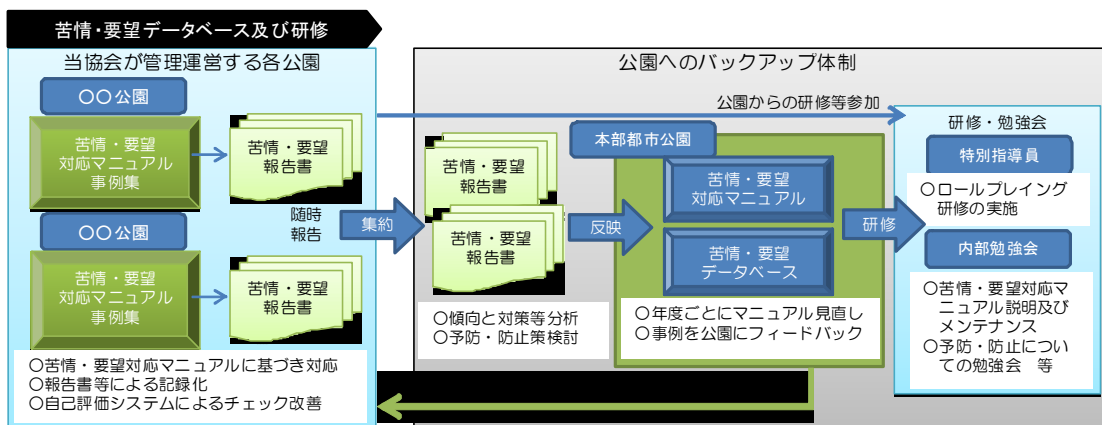 苦情・要望データベース及び研修
当協会が管理運営する各公園
〇〇公園
苦情・要望
対応マニュアル
事例集
苦情・要望
報告書
随時
報告
〇〇公園
苦情・要望
対応マニュアル
事例集
苦情・要望
報告書
〇苦情・要望対応マニュアルに基づき対応
〇報告書等による記録化
〇自己評価システムによるチェック改善
集約
公園へのバックアップ体制
公園からの研修等参加
苦情・要望
報告書
苦情・要望
報告書
〇傾向と対策等分析
〇予防・防止策検討
反映
本部都市公園
苦情・要望
対応マニュアル
苦情・要望
データベース
〇年度ごとにマニュアル見直し
〇事例を公園にフィードバック
研修
研修・勉強会
特別指導員
〇ロールプレイング
研修の実施
内部勉強会
〇苦情・要望対応マ
ニュアル説明及び
メンテナンス
〇予防・防止につい
ての勉強会 等